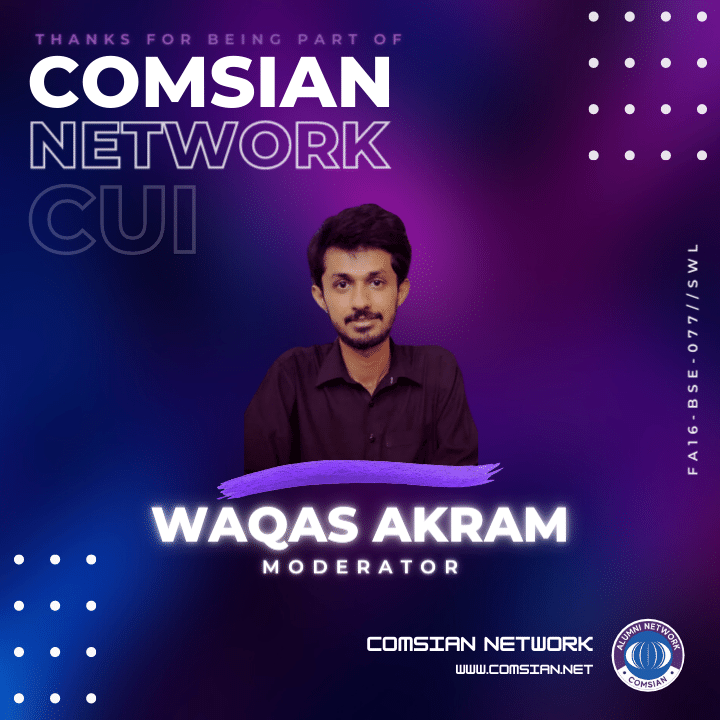 THANKS FOR BEING PART OF
COMSIAN
NETWORK
CUI
FA16-BSE-077//SWL
WAQAS AKRAM
MODERATOR
COMSIAN NETWORK
WWW.COMSIAN.NET
ALUMNI NETWORK
COMSIAN